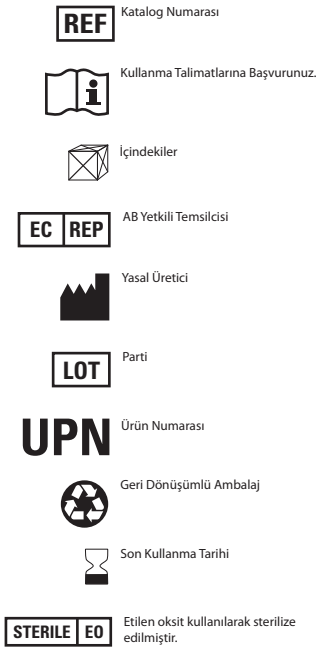 REF Katalog Numarası
Kullanma Talimatlarına Başvurunuz.
İçindekiler
EC REP AB Yetkili Temsilcisi
Yasal Üretici
LOT Parti
UPN Ürün Numarası
Geri Dönüşümlü Ambalaj
Son Kullanma Tarihi
STERILE EO Etilen oksit kullanılarak sterilize
edilmiştir.